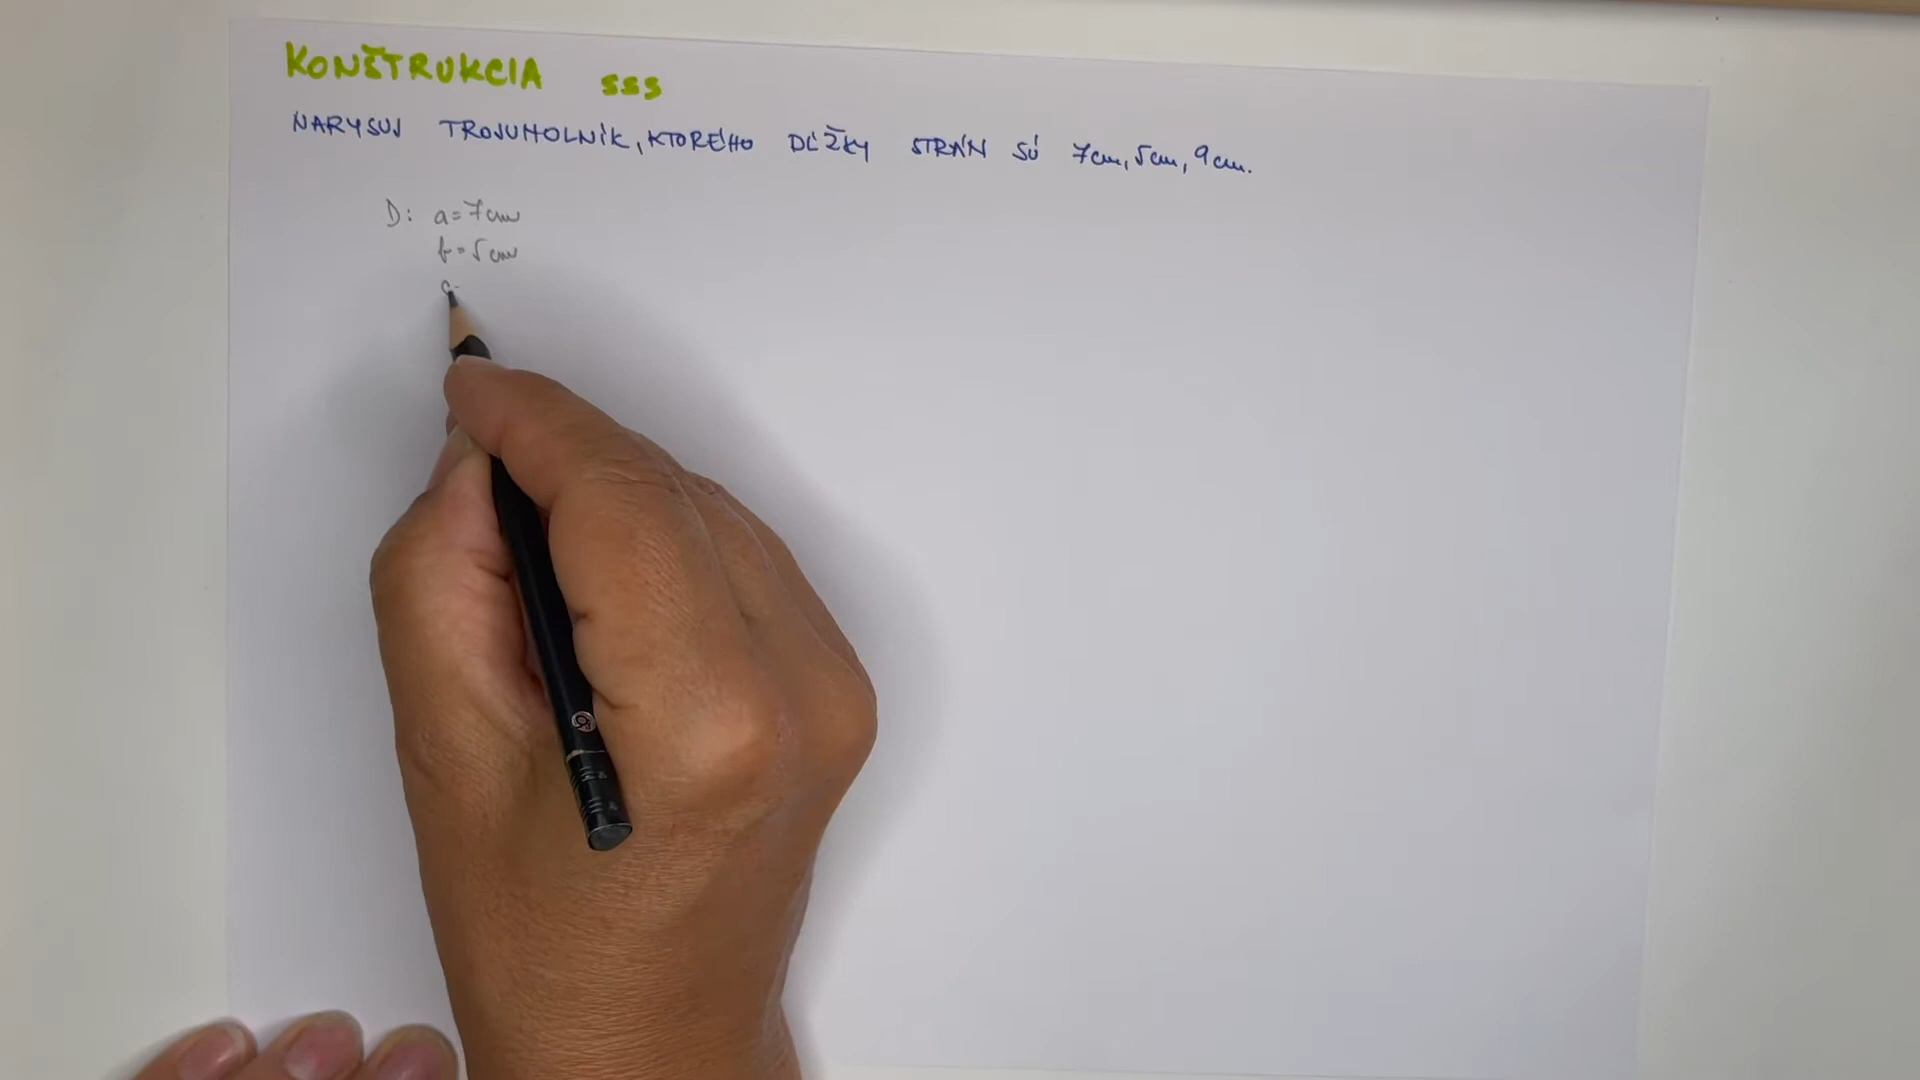 KONŠTRUKCIA sss
NARYSUJ TROJUHOLNÍK, KTORÉHO DĹŽKY STRÁN SÚ 7cm, 5cm, 9cm.
D: a=7cm
b=5cm
c=